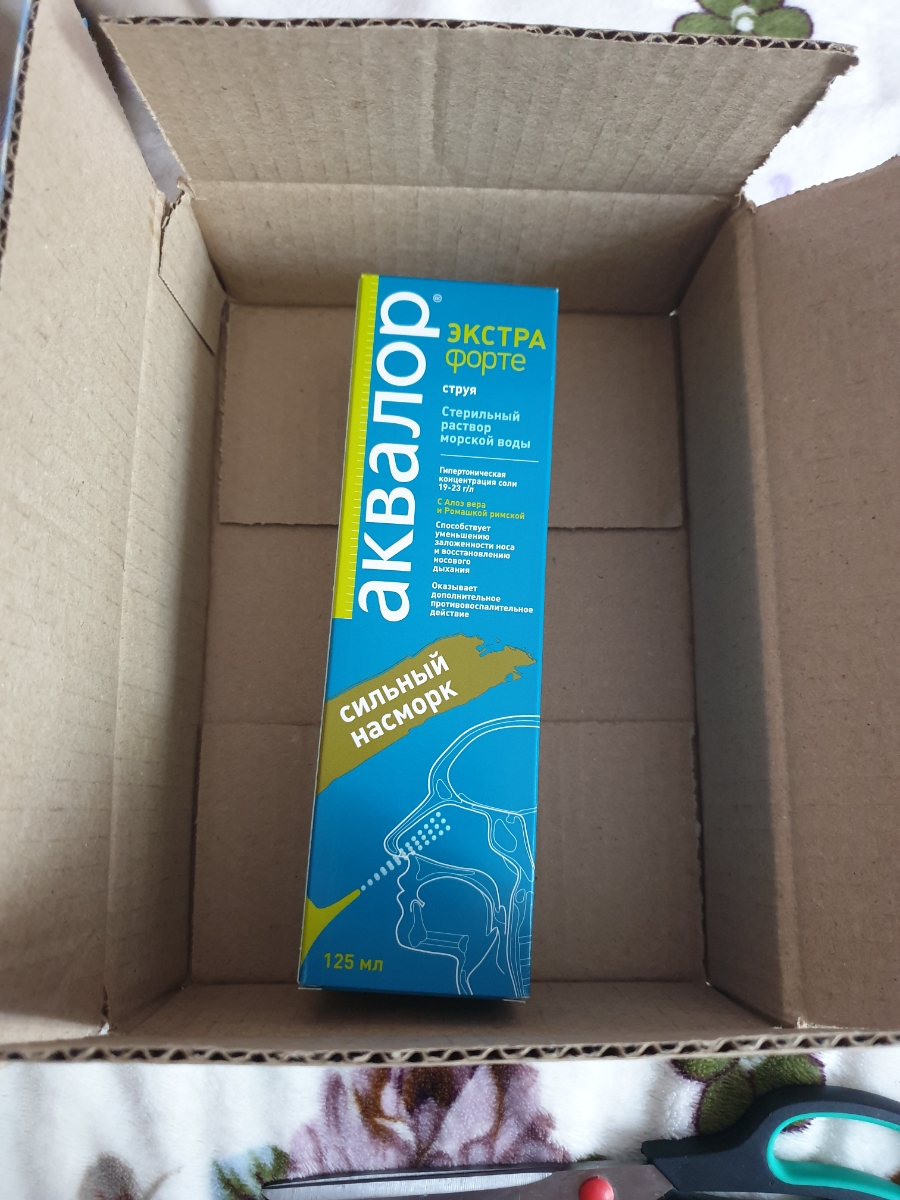 аквалор®
ЭКСТРА
форте
струя
Стерильный
раствор
морской воды
Гипертоническая
концентрация соли
19-23 г/л
С Алоэ вера
и Ромашкой римской
Способствует
уменьшению
заложенности носа
и восстановлению
носового
дыхания
Оказывает
дополнительное
противовоспалительное
действие
сильный
насморк
125 мл